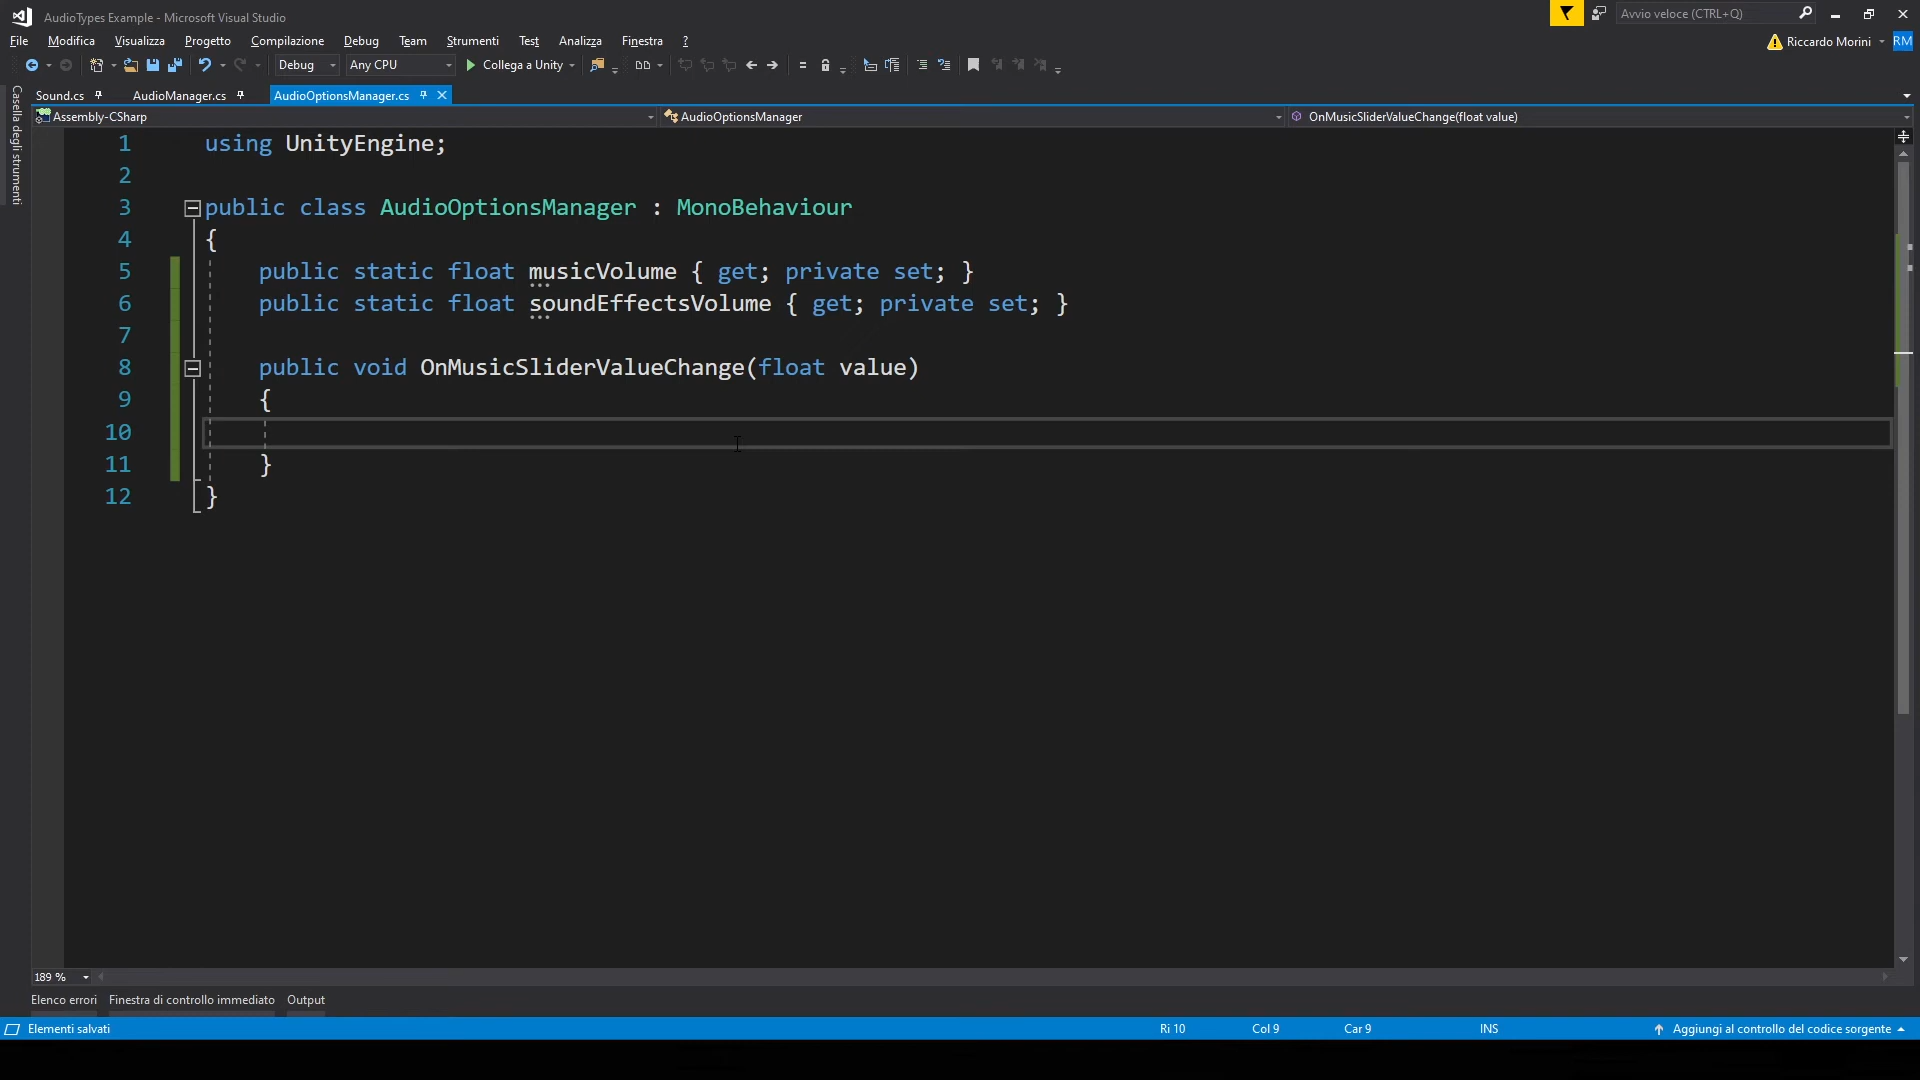 AudioTypes Example - Microsoft Visual Studio
Avvio veloce (CTRL+Q)
File Modifica Visualizza Progetto Compilazione Debug Team Strumenti Test Analizza Finestra ?
Riccardo Morini RM
Debug Any CPU Collega a Unity
Casella degli strumenti
Sound.cs AudioManager.cs AudioOptionsManager.cs
Assembly-CSharp AudioOptionsManager OnMusicSliderValueChange(float value)
1 using UnityEngine;
2
3 public class AudioOptionsManager : MonoBehaviour
4 {
5 public static float musicVolume { get; private set; }
6 public static float soundEffectsVolume { get; private set; }
7
8 public void OnMusicSliderValueChange(float value)
9 {
10
11 }
12 }
189 %
Elenco errori Finestra di controllo immediato Output
Elementi salvati Ri 10 Col 9 Car 9 INS Aggiungi al controllo del codice sorgente